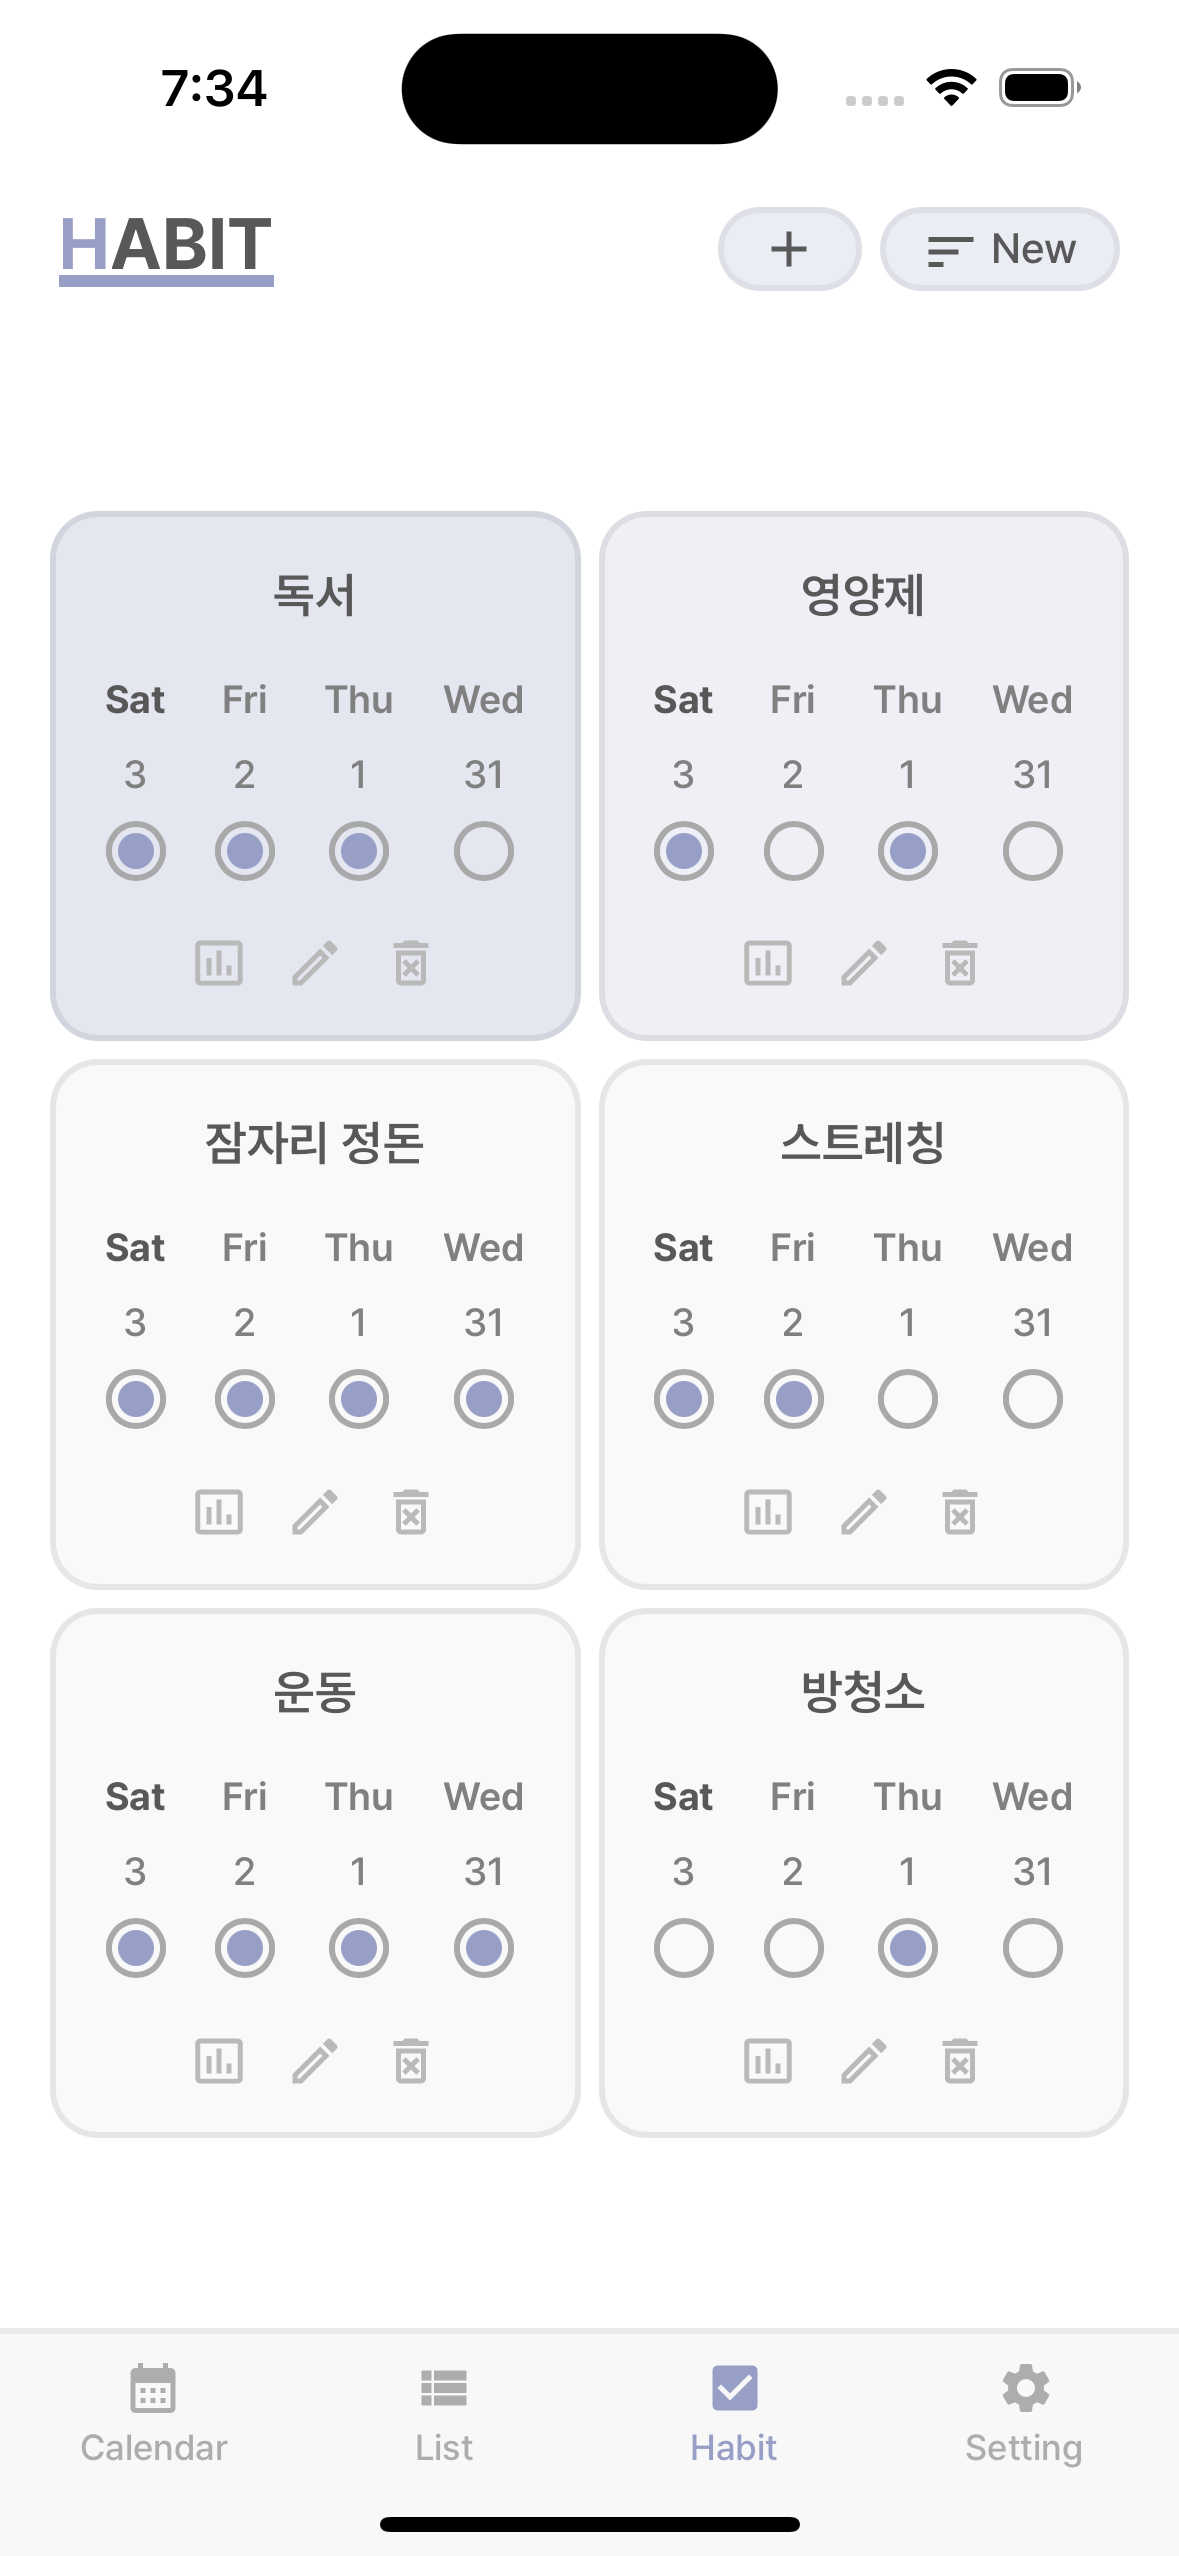 7:34
HABIT
New
독서
Sat Fri Thu Wed
3 2 1 31
영양제
Sat Fri Thu Wed
3 2 1 31
잠자리 정돈
Sat Fri Thu Wed
3 2 1 31
스트레칭
Sat Fri Thu Wed
3 2 1 31
운동
Sat Fri Thu Wed
3 2 1 31
방청소
Sat Fri Thu Wed
3 2 1 31
Calendar List Habit Setting